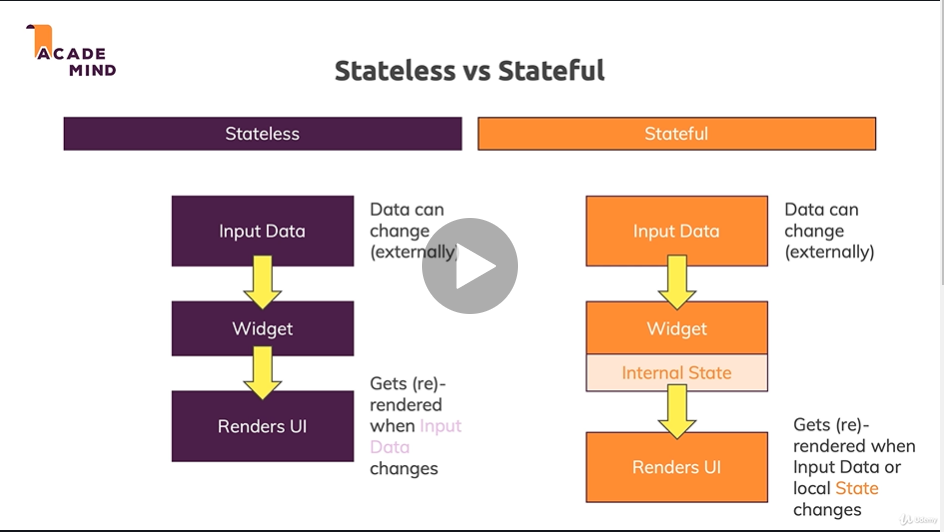 ACADE
MIND
Stateless vs Stateful
Stateless
Stateful
Input Data
Data can
change
(externally)
Widget
Renders UI
Gets (re)-
rendered
when Input
Data
changes
Input Data
Data can
change
(externally)
Widget
Internal State
Renders UI
Gets (re)-
rendered when
Input Data or
local State
changes
Udemy